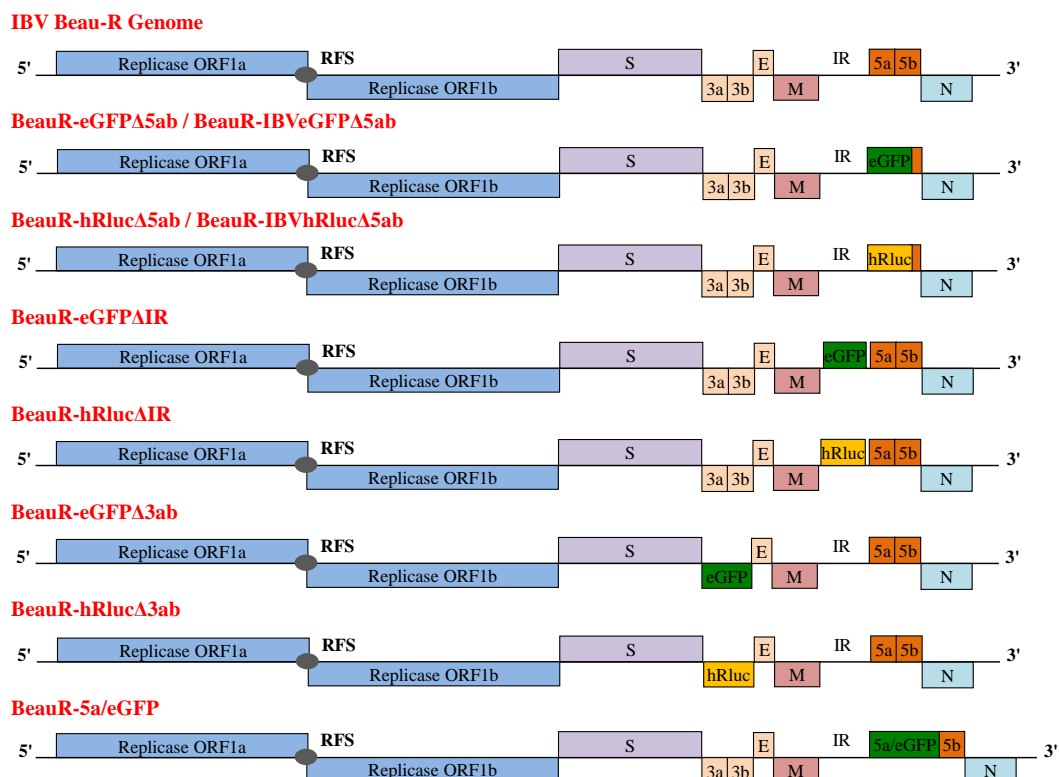 IBV Beau-R Genome
5' Replicase ORF1a RFS S E IR 5a 5b 3'
Replicase ORF1b 3a 3b M N
BeauR-eGFPΔ5ab / BeauR-IBVeGFPΔ5ab
5' Replicase ORF1a RFS S E IR eGFP 3'
Replicase ORF1b 3a 3b M N
BeauR-hRlucΔ5ab / BeauR-IBVhRlucΔ5ab
5' Replicase ORF1a RFS S E IR hRluc 3'
Replicase ORF1b 3a 3b M N
BeauR-eGFPΔIR
5' Replicase ORF1a RFS S E eGFP 5a 5b 3'
Replicase ORF1b 3a 3b M N
BeauR-hRlucΔIR
5' Replicase ORF1a RFS S E hRluc 5a 5b 3'
Replicase ORF1b 3a 3b M N
BeauR-eGFPΔ3ab
5' Replicase ORF1a RFS S E IR 5a 5b 3'
Replicase ORF1b eGFP M N
BeauR-hRlucΔ3ab
5' Replicase ORF1a RFS S E IR 5a 5b 3'
Replicase ORF1b hRluc M N
BeauR-5a/eGFP
5' Replicase ORF1a RFS S E IR 5a/eGFP 5b 3'
Replicase ORF1b 3a 3b M N